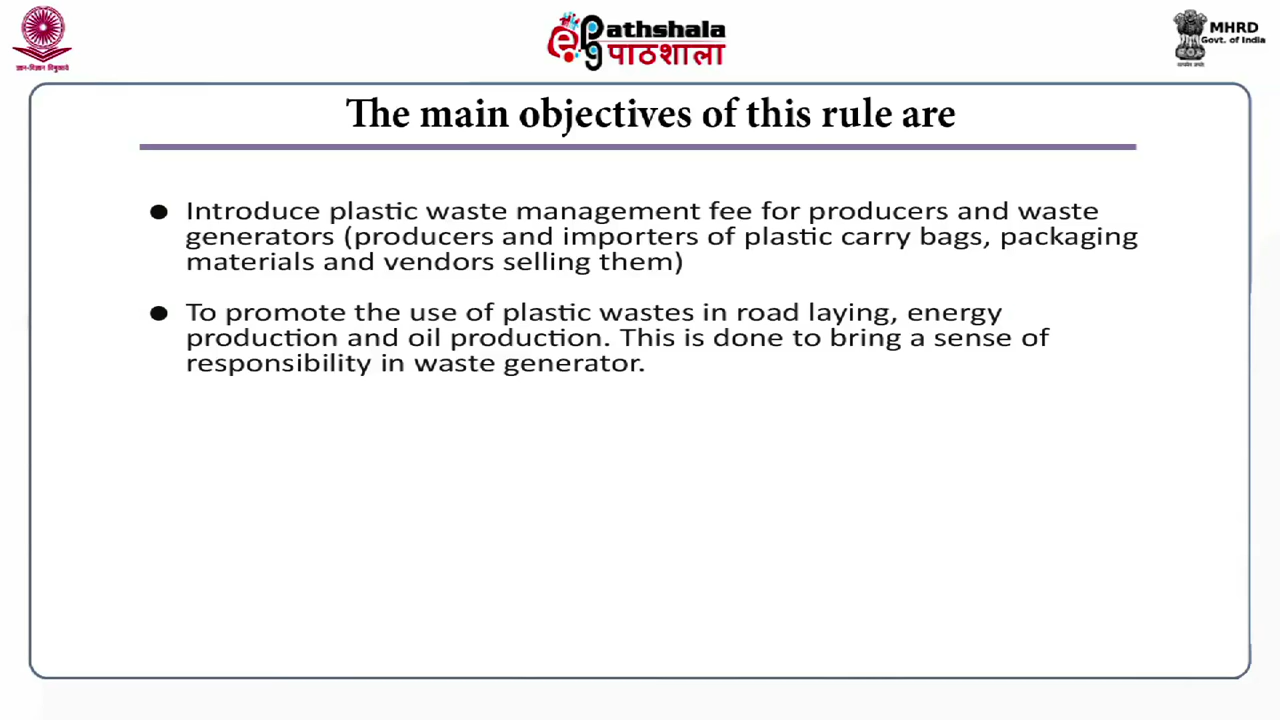 Pathshala
पाठशाला
MHRD
Govt. of India
The main objectives of this rule are
● Introduce plastic waste management fee for producers and waste
generators (producers and importers of plastic carry bags, packaging
materials and vendors selling them)
● To promote the use of plastic wastes in road laying, energy
production and oil production. This is done to bring a sense of
responsibility in waste generator.